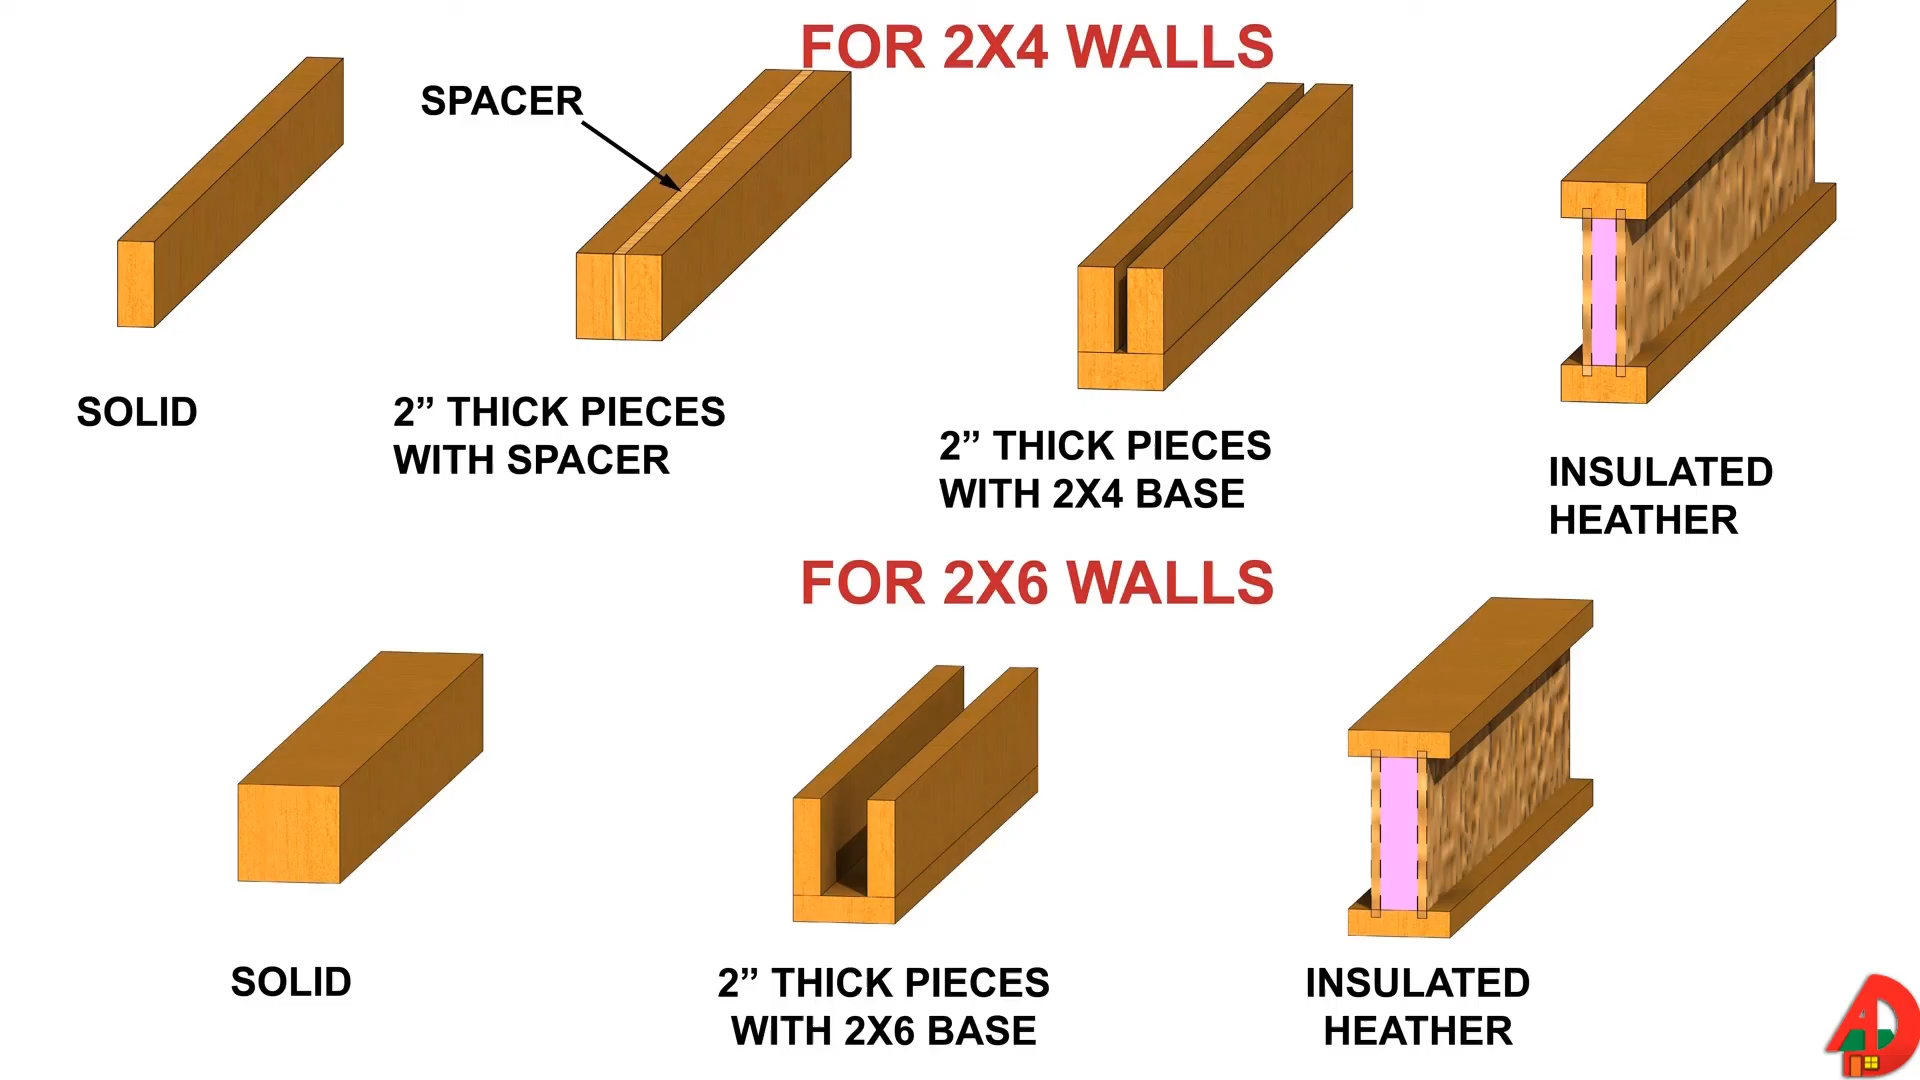 FOR 2X4 WALLS
SPACER
SOLID
2” THICK PIECES
WITH SPACER
2” THICK PIECES
WITH 2X4 BASE
INSULATED
HEATHER
FOR 2X6 WALLS
SOLID
2” THICK PIECES
WITH 2X6 BASE
INSULATED
HEATHER
AD